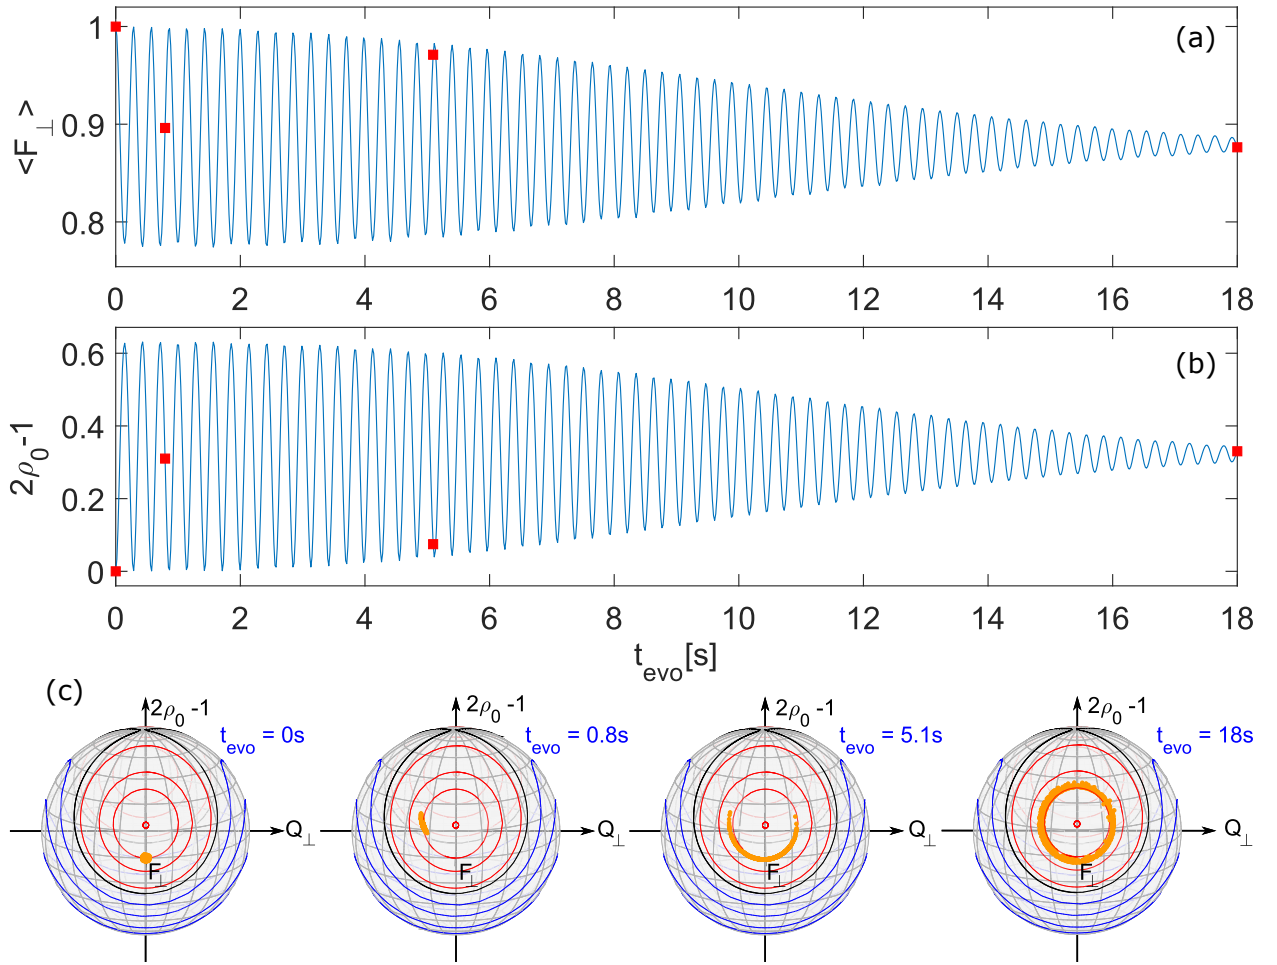 (a)
<F⊥>
1
0.9
0.8
0 2 4 6 8 10 12 14 16 18
(b)
2ρ0-1
0.6
0.4
0.2
0
0 2 4 6 8 10 12 14 16 18
tevo[s]
(c)
2ρ0-1
tevo = 0s
Q⊥
F⊥
2ρ0-1
tevo = 0.8s
Q⊥
F⊥
2ρ0-1
tevo = 5.1s
Q⊥
F⊥
2ρ0-1
tevo = 18s
Q⊥
F⊥